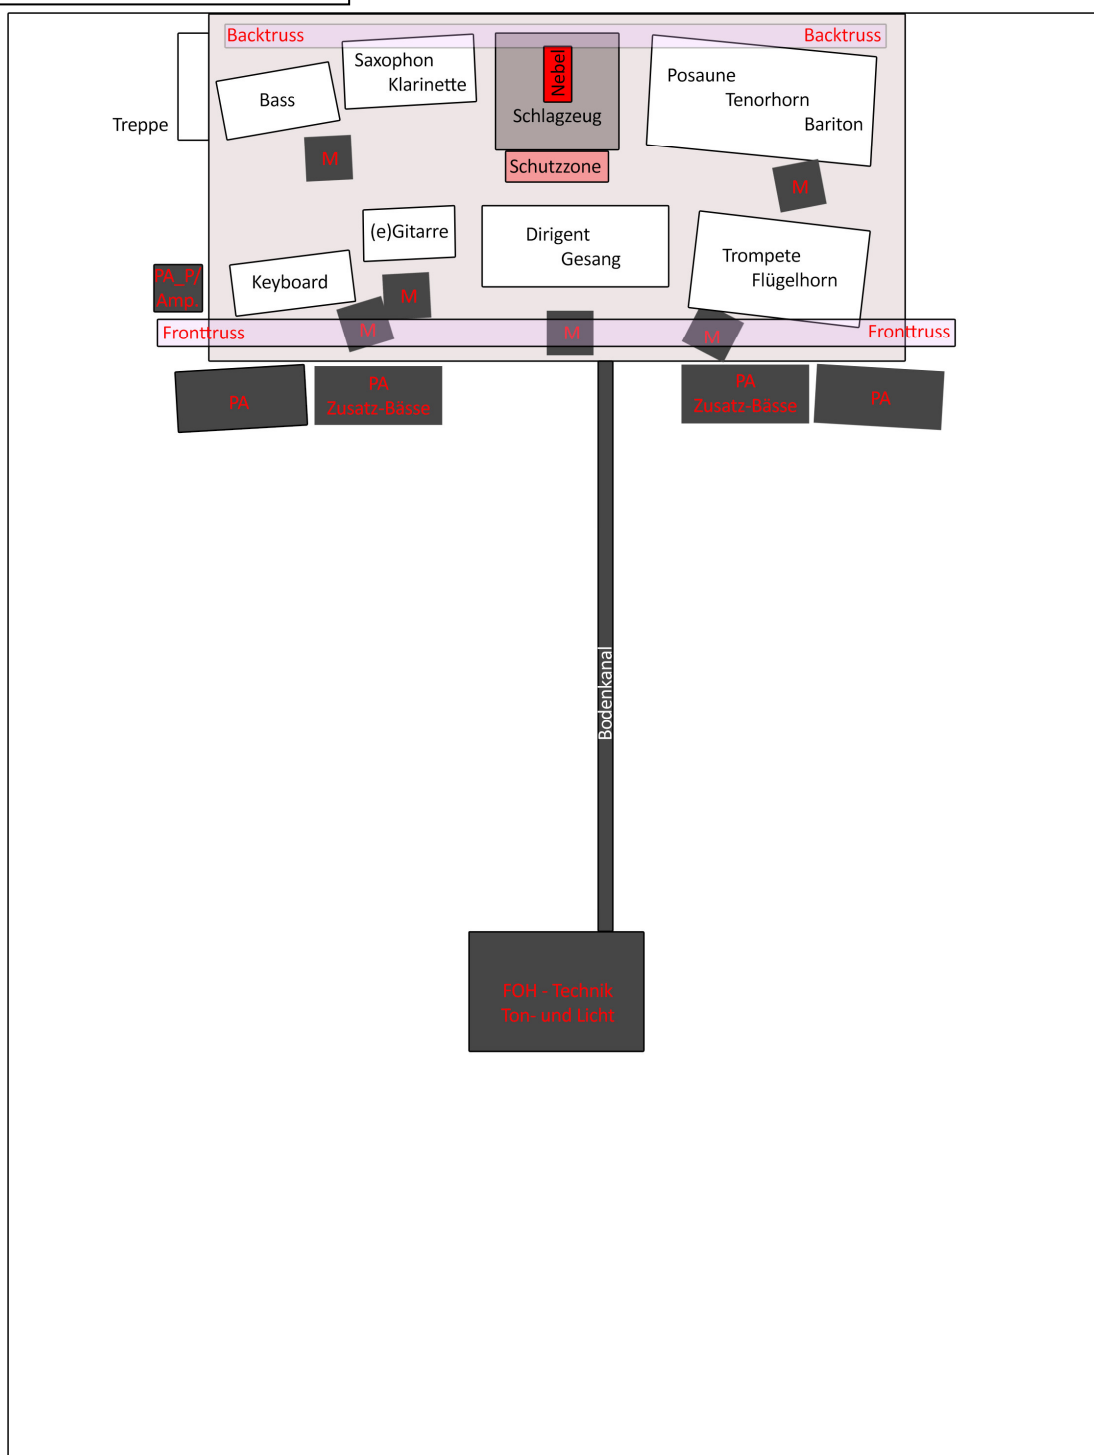 Backtruss
Backtruss
Saxophon
Klarinette
Nebel
Posaune
Tenorhorn
Bariton
Bass
Schlagzeug
Treppe
M
Schutzzone
M
(e)Gitarre
Dirigent
Gesang
Trompete
Flügelhorn
Keyboard
PA_P/
Amp.
M
Fronttruss
M
M
M
Fronttruss
PA
PA
Zusatz-Bässe
PA
Zusatz-Bässe
PA
Bodenkanal
FOH - Technik
Ton- und Licht